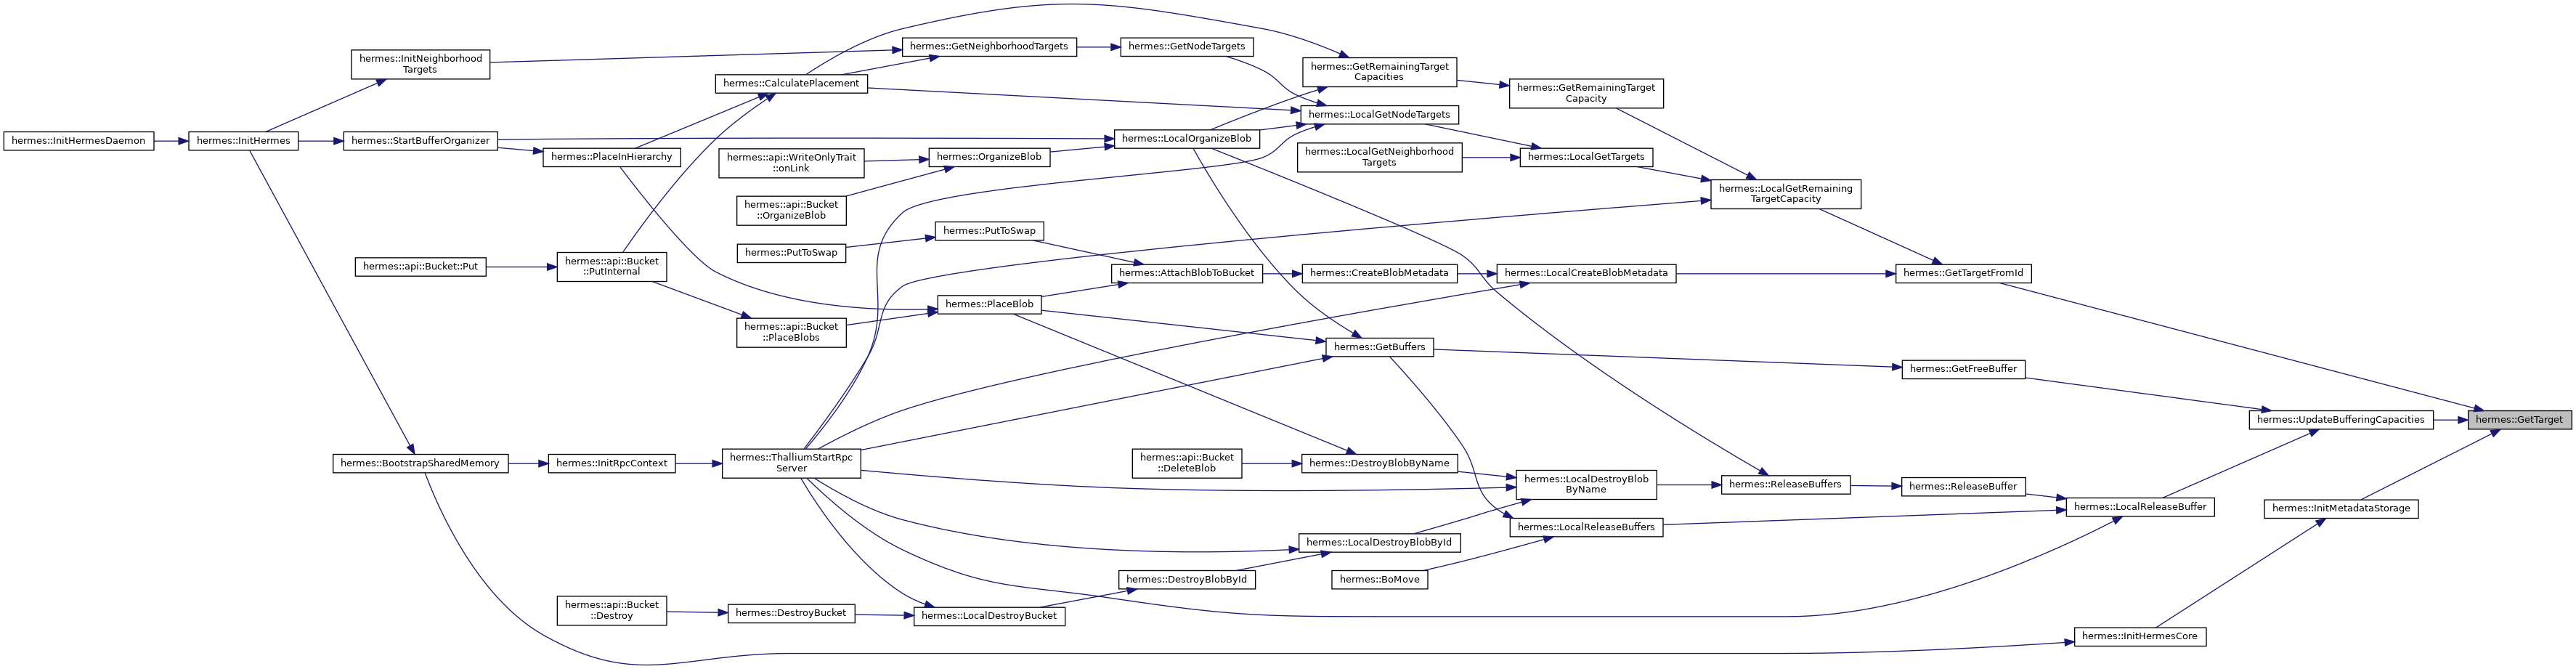 hermes::InitHermesDaemon
hermes::InitHermes
hermes::InitNeighborhood
Targets
hermes::StartBufferOrganizer
hermes::api::Bucket::Put
hermes::BootstrapSharedMemory
hermes::PlaceInHierarchy
hermes::api::Bucket
::PutInternal
hermes::InitRpcContext
hermes::api::Bucket
::Destroy
hermes::CalculatePlacement
hermes::api::WriteOnlyTrait
::onLink
hermes::api::Bucket
::OrganizeBlob
hermes::PutToSwap
hermes::api::Bucket
::PlaceBlobs
hermes::ThalliumStartRpc
Server
hermes::DestroyBucket
hermes::GetNeighborhoodTargets
hermes::OrganizeBlob
hermes::PutToSwap
hermes::PlaceBlob
hermes::LocalDestroyBucket
hermes::GetNodeTargets
hermes::LocalOrganizeBlob
hermes::AttachBlobToBucket
hermes::api::Bucket
::DeleteBlob
hermes::DestroyBlobById
hermes::GetRemainingTarget
Capacities
hermes::LocalGetNodeTargets
hermes::LocalGetNeighborhood
Targets
hermes::CreateBlobMetadata
hermes::GetBuffers
hermes::DestroyBlobByName
hermes::LocalDestroyBlobById
hermes::BoMove
hermes::GetRemainingTarget
Capacity
hermes::LocalGetTargets
hermes::LocalCreateBlobMetadata
hermes::LocalDestroyBlob
ByName
hermes::LocalReleaseBuffers
hermes::LocalGetRemaining
TargetCapacity
hermes::ReleaseBuffers
hermes::GetTargetFromId
hermes::GetFreeBuffer
hermes::ReleaseBuffer
hermes::LocalReleaseBuffer
hermes::InitHermesCore
hermes::UpdateBufferingCapacities
hermes::InitMetadataStorage
hermes::GetTarget